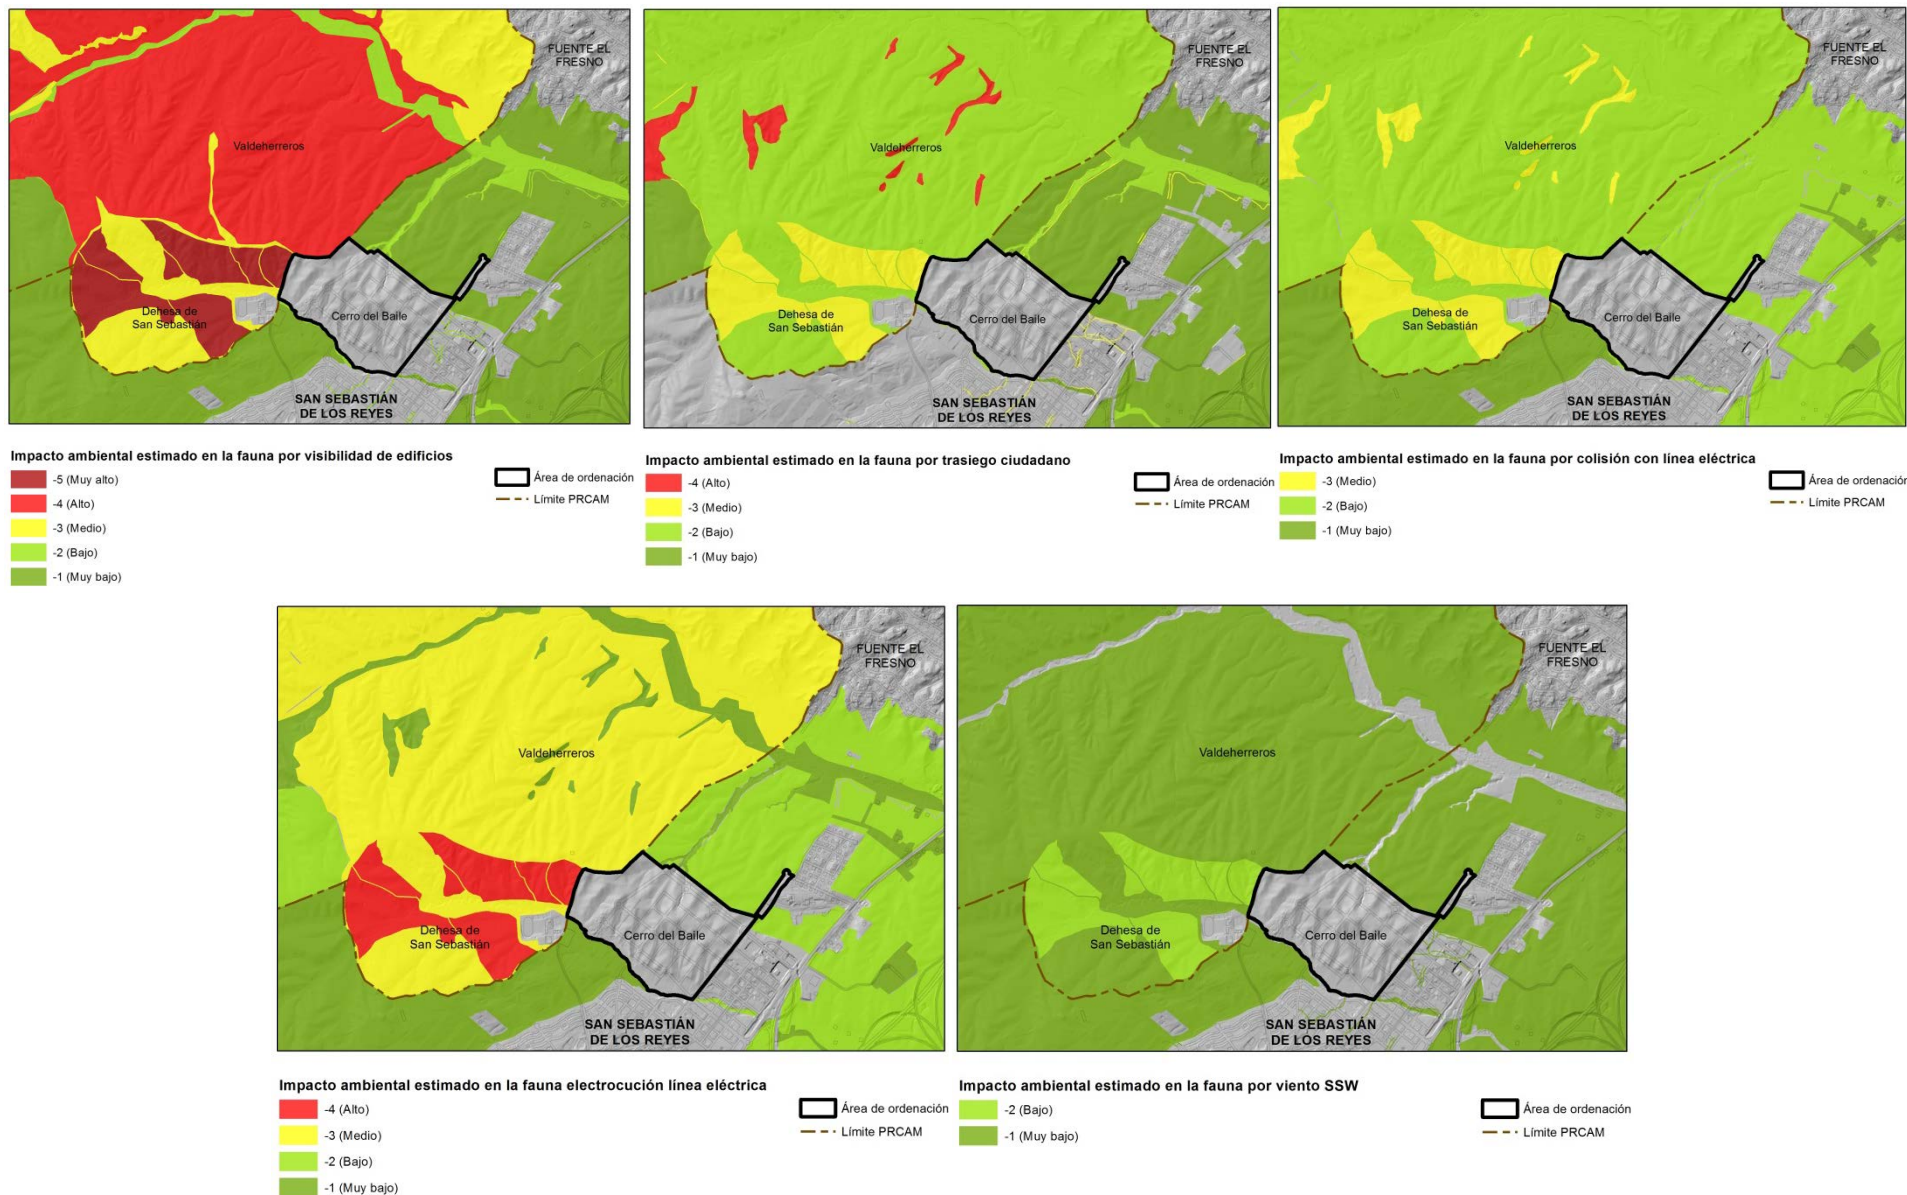 FUENTE EL
FRESNO
Valdeherreros
Dehesa de
San Sebastián
Cerro del Baile
SAN SEBASTIÁN
DE LOS REYES
Impacto ambiental estimado en la fauna por visibilidad de edificios
-5 (Muy alto)
-4 (Alto)
-3 (Medio)
-2 (Bajo)
-1 (Muy bajo)
Área de ordenación
Límite PRCAM
FUENTE EL
FRESNO
Valdeherreros
Dehesa de
San Sebastián
Cerro del Baile
SAN SEBASTIÁN
DE LOS REYES
Impacto ambiental estimado en la fauna por trasiego ciudadano
-4 (Alto)
-3 (Medio)
-2 (Bajo)
-1 (Muy bajo)
Área de ordenación
Límite PRCAM
FUENTE EL
FRESNO
Valdeherreros
Dehesa de
San Sebastián
Cerro del Baile
SAN SEBASTIÁN
DE LOS REYES
Impacto ambiental estimado en la fauna por colisión con línea eléctrica
-3 (Medio)
-2 (Bajo)
-1 (Muy bajo)
Área de ordenación
Límite PRCAM
FUENTE EL
FRESNO
Valdeherreros
Dehesa de
San Sebastián
Cerro del Baile
SAN SEBASTIÁN
DE LOS REYES
Impacto ambiental estimado en la fauna electrocución línea eléctrica
-4 (Alto)
-3 (Medio)
-2 (Bajo)
-1 (Muy bajo)
Área de ordenación
Límite PRCAM
FUENTE EL
FRESNO
Valdeherreros
Dehesa de
San Sebastián
Cerro del Baile
SAN SEBASTIÁN
DE LOS REYES
Impacto ambiental estimado en la fauna por viento SSW
-2 (Bajo)
-1 (Muy bajo)
Área de ordenación
Límite PRCAM